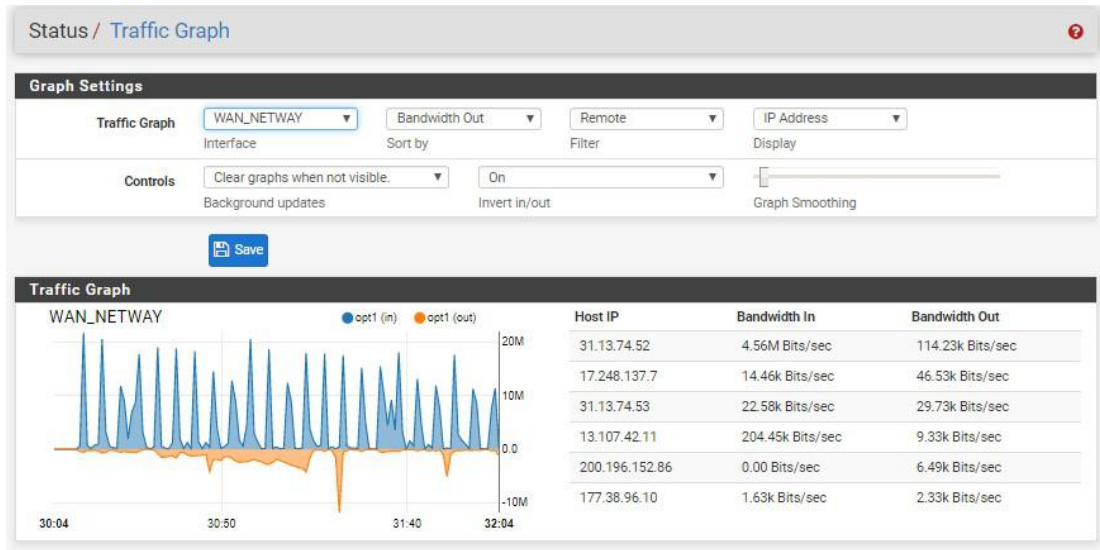 Status / Traffic Graph
Graph Settings
Traffic Graph WAN_NETWAY Bandwidth Out Remote IP Address
Interface Sort by Filter Display
Controls Clear graphs when not visible. On
Background updates Invert in/out Graph Smoothing
Save
Traffic Graph
WAN_NETWAY opt1 (in) opt1 (out)
20M
10M
0.0
-10M
30:04 30:50 31:40 32:04
Host IP Bandwidth In Bandwidth Out
31.13.74.52 4.56M Bits/sec 114.23k Bits/sec
17.248.137.7 14.46k Bits/sec 46.53k Bits/sec
31.13.74.53 22.58k Bits/sec 29.73k Bits/sec
13.107.42.11 204.45k Bits/sec 9.33k Bits/sec
200.196.152.86 0.00 Bits/sec 6.49k Bits/sec
177.38.96.10 1.63k Bits/sec 2.33k Bits/sec